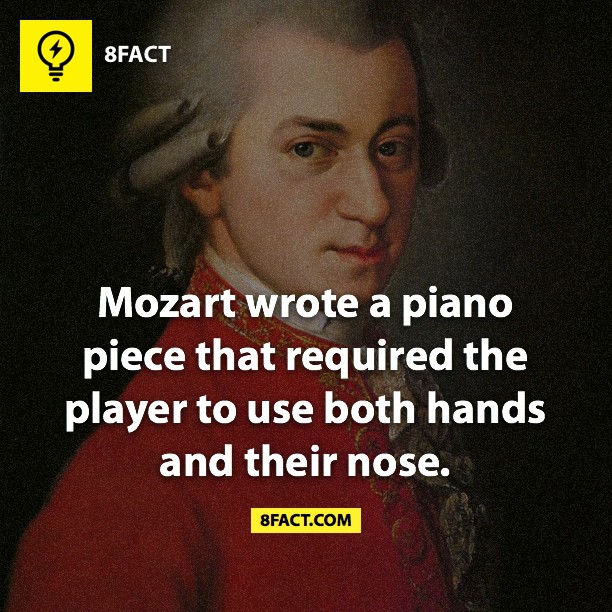 8FACT
Mozart wrote a piano
piece that required the
player to use both hands
and their nose.
8FACT.COM